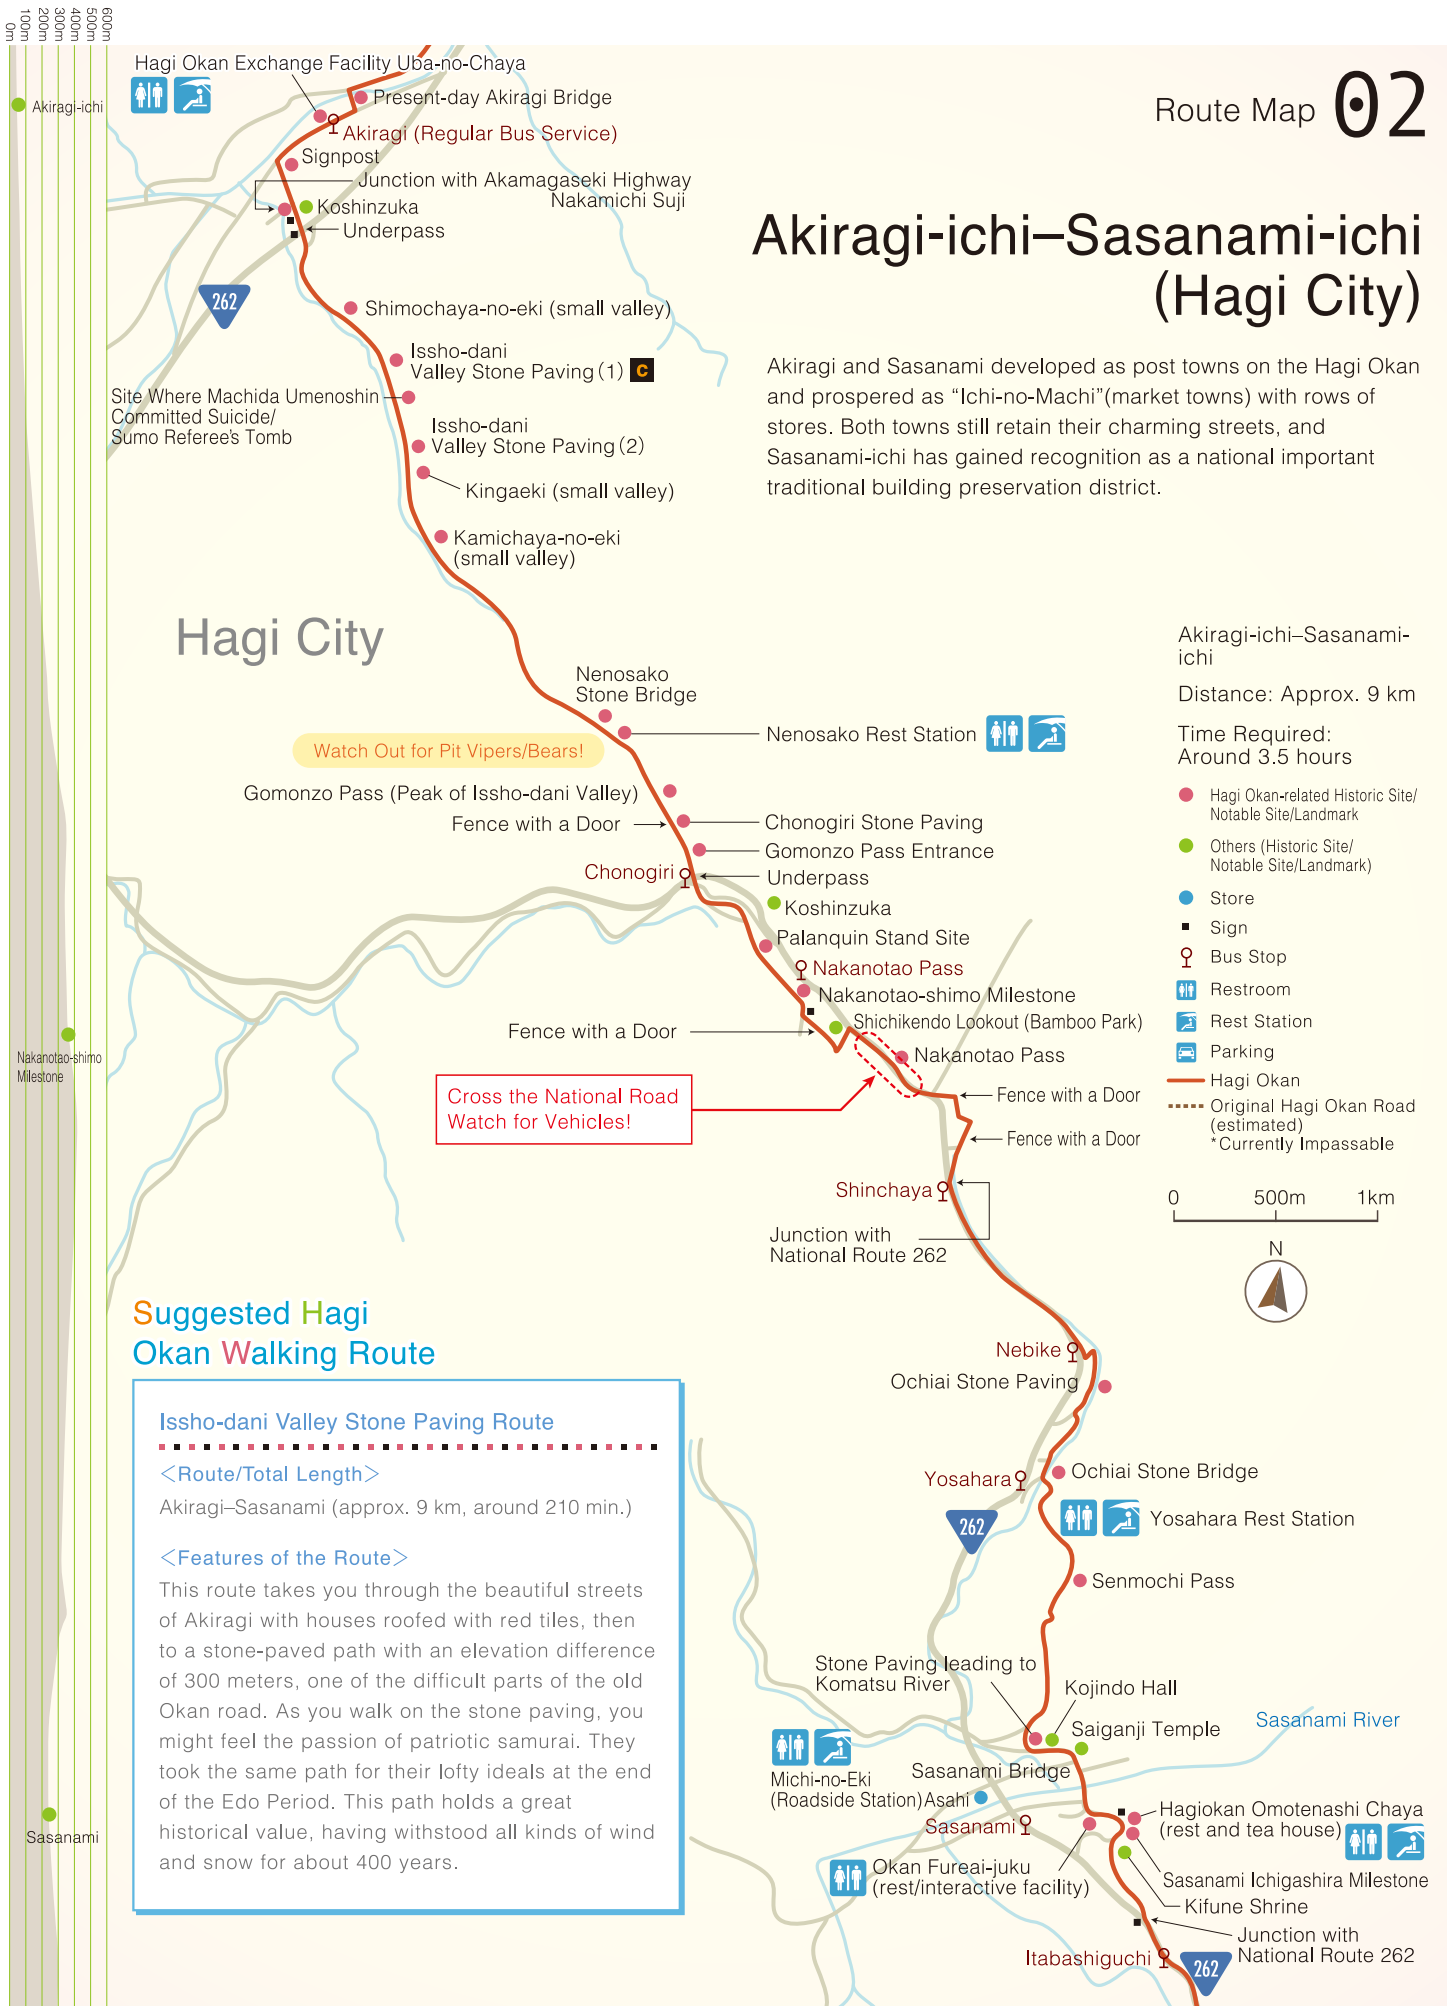 0m
100m
200m
300m
400m
500m
600m
Akiragi-ichi
Nakanotao-shimo
Milestone
Sasanami
Route Map 02
Akiragi-ichi–Sasanami-ichi
(Hagi City)
Akiragi and Sasanami developed as post towns on the Hagi Okan
and prospered as “Ichi-no-Machi”(market towns) with rows of
stores. Both towns still retain their charming streets, and
Sasanami-ichi has gained recognition as a national important
traditional building preservation district.
Hagi Okan Exchange Facility Uba-no-Chaya
Present-day Akiragi Bridge
Akiragi (Regular Bus Service)
Signpost
Junction with Akamagaseki Highway
Nakamichi Suji
Koshinzuka
Underpass
262
Shimochaya-no-eki (small valley)
Issho-dani
Valley Stone Paving (1) C
Site Where Machida Umenoshin
Committed Suicide/
Sumo Referee's Tomb
Issho-dani
Valley Stone Paving (2)
Kingaeki (small valley)
Kamichaya-no-eki
(small valley)
Hagi City
Nenosako
Stone Bridge
Nenosako Rest Station
Watch Out for Pit Vipers/Bears!
Gomonzo Pass (Peak of Issho-dani Valley)
Fence with a Door
Chonogiri Stone Paving
Gomonzo Pass Entrance
Chonogiri
Underpass
Koshinzuka
Palanquin Stand Site
Nakanotao Pass
Nakanotao-shimo Milestone
Shichikendo Lookout (Bamboo Park)
Fence with a Door
Nakanotao Pass
Cross the National Road
Watch for Vehicles!
Fence with a Door
Fence with a Door
Shinchaya
Junction with
National Route 262
Nebike
Ochiai Stone Paving
Yosahara
Ochiai Stone Bridge
262
Yosahara Rest Station
Senmochi Pass
Stone Paving leading to
Komatsu River
Kojindo Hall
Saiganji Temple
Sasanami River
Sasanami Bridge
Michi-no-Eki
(Roadside Station) Asahi
Sasanami
Hagiokan Omotenashi Chaya
(rest and tea house)
Okan Fureai-juku
(rest/interactive facility)
Sasanami Ichigashira Milestone
Kifune Shrine
Junction with
National Route 262
Itabashiguchi
262
Akiragi-ichi–Sasanami-
ichi
Distance: Approx. 9 km
Time Required:
Around 3.5 hours
Hagi Okan-related Historic Site/
Notable Site/Landmark
Others (Historic Site/
Notable Site/Landmark)
Store
Sign
Bus Stop
Restroom
Rest Station
Parking
Hagi Okan
Original Hagi Okan Road
(estimated)
*Currently Impassable
0 500m 1km
N
Suggested Hagi
Okan Walking Route
Issho-dani Valley Stone Paving Route
<Route/Total Length>
Akiragi–Sasanami (approx. 9 km, around 210 min.)
<Features of the Route>
This route takes you through the beautiful streets
of Akiragi with houses roofed with red tiles, then
to a stone-paved path with an elevation difference
of 300 meters, one of the difficult parts of the old
Okan road. As you walk on the stone paving, you
might feel the passion of patriotic samurai. They
took the same path for their lofty ideals at the end
of the Edo Period. This path holds a great
historical value, having withstood all kinds of wind
and snow for about 400 years.